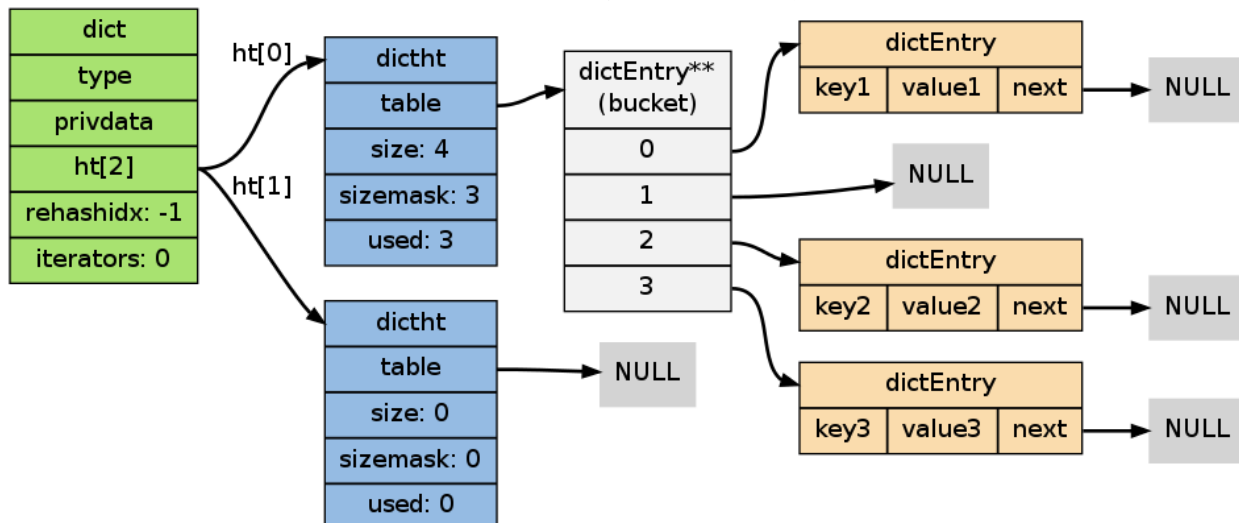 dict
type
privdata
ht[2]
rehashidx: -1
iterators: 0
ht[0]
ht[1]
dictht
table
size: 4
sizemask: 3
used: 3
dictht
table
size: 0
sizemask: 0
used: 0
dictEntry**
(bucket)
0
1
2
3
NULL
dictEntry
key1 value1 next
NULL
NULL
dictEntry
key2 value2 next
NULL
dictEntry
key3 value3 next
NULL